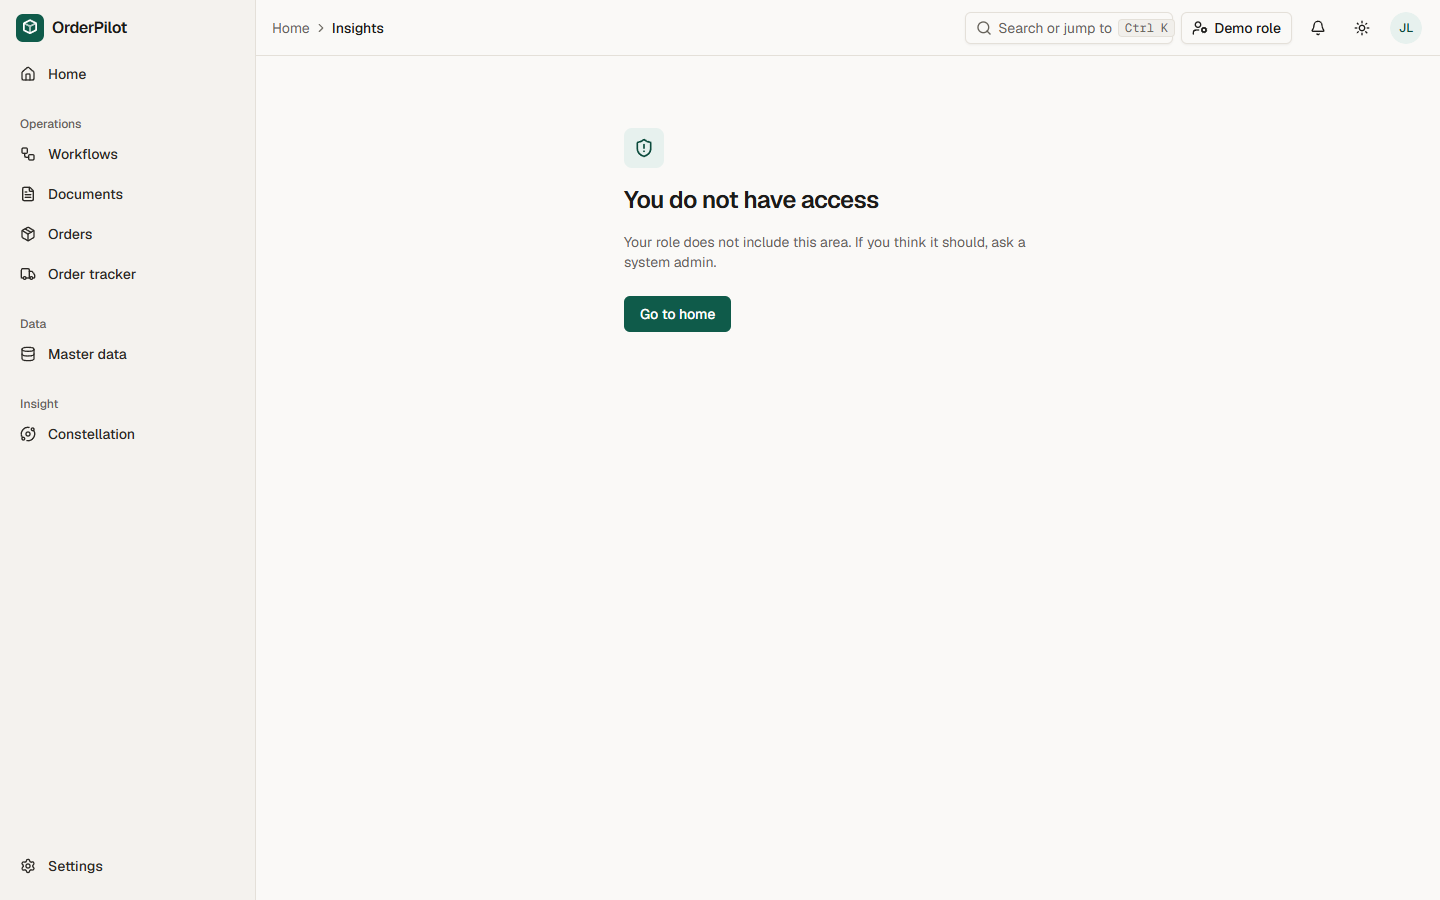 OrderPilot
Home
Operations
Workflows
Documents
Orders
Order tracker
Data
Master data
Insight
Constellation
Settings
Home > Insights
Search or jump to Ctrl K
Demo role
JL
You do not have access
Your role does not include this area. If you think it should, ask a
system admin.
Go to home